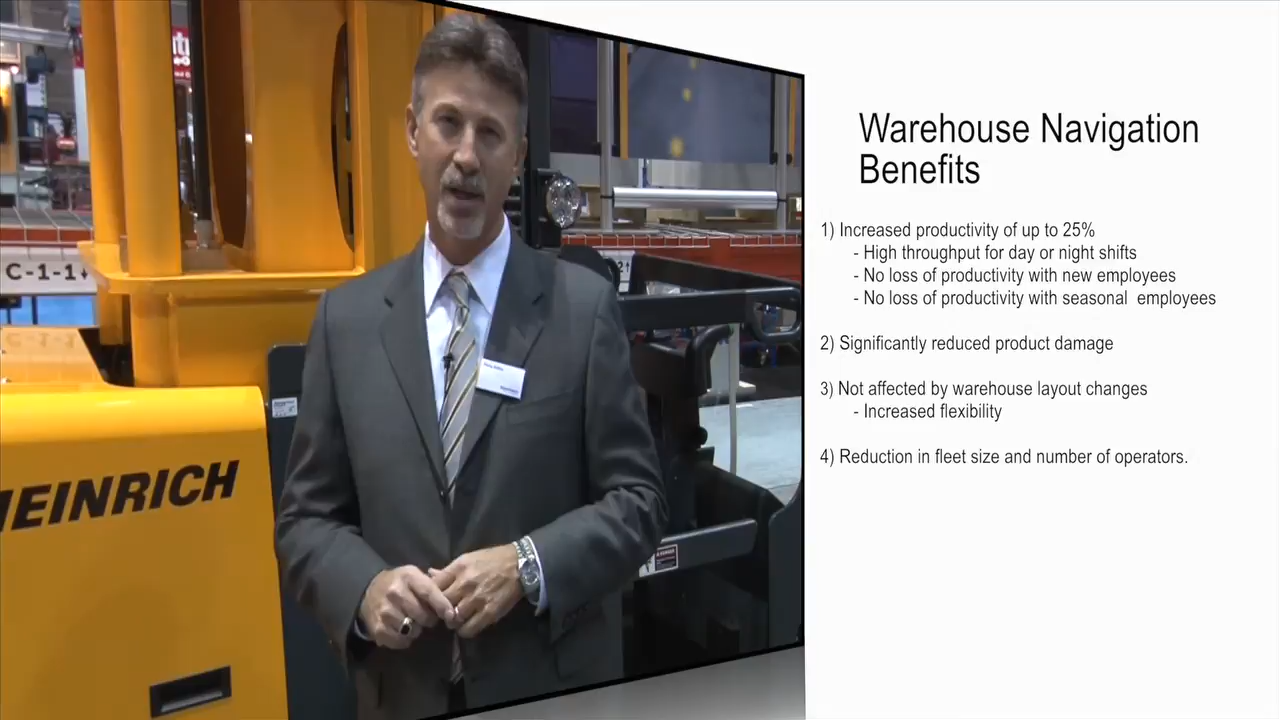 Warehouse Navigation
Benefits
1) Increased productivity of up to 25%
- High throughput for day or night shifts
- No loss of productivity with new employees
- No loss of productivity with seasonal  employees
2) Significantly reduced product damage
3) Not affected by warehouse layout changes
- Increased flexibility
4) Reduction in fleet size and number of operators.
C-1-1
HEINRICH